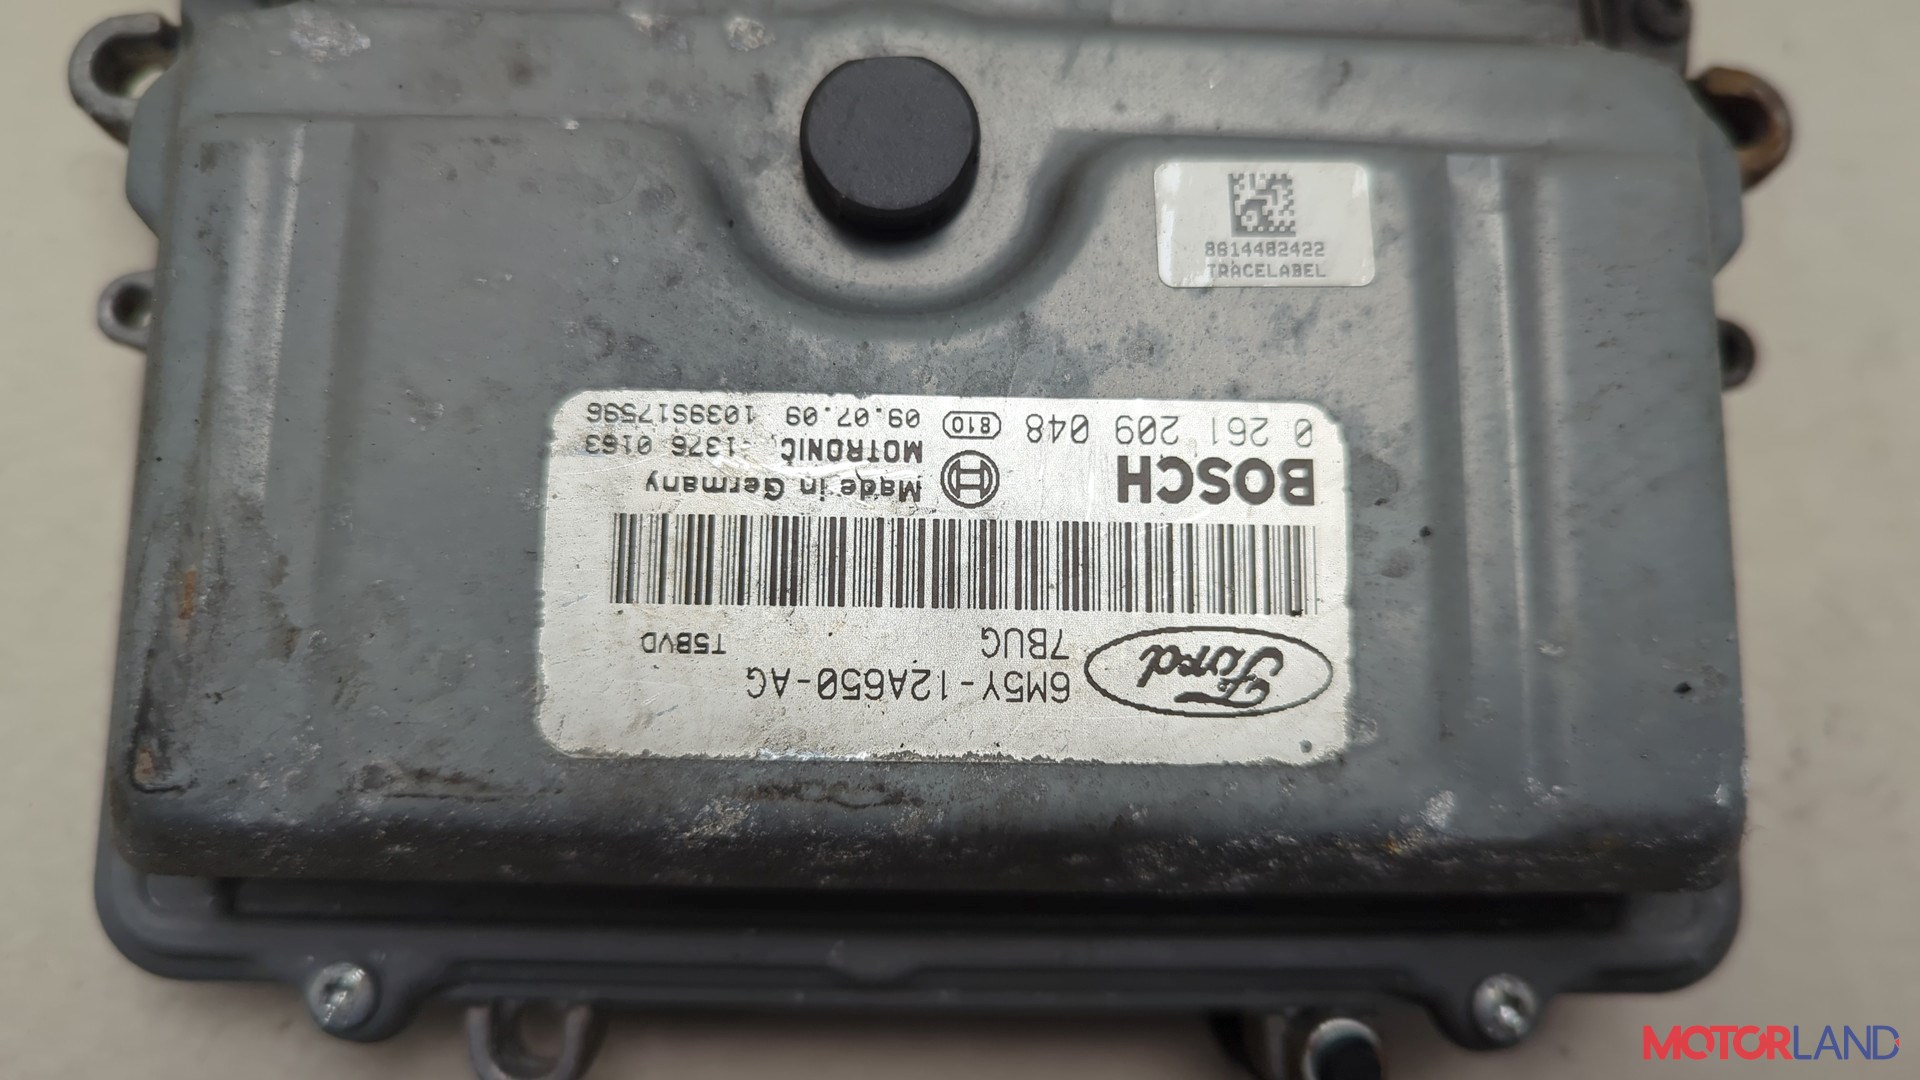 8814482422
TRACELABEL
Ford
6M5Y-12A650-AG
7BUG
T5BVD
BOSCH
Made in Germany
MOTRONIC
1376 0163
0 261 209 048
810
09.07.09
1039S17596
MOTORLAND